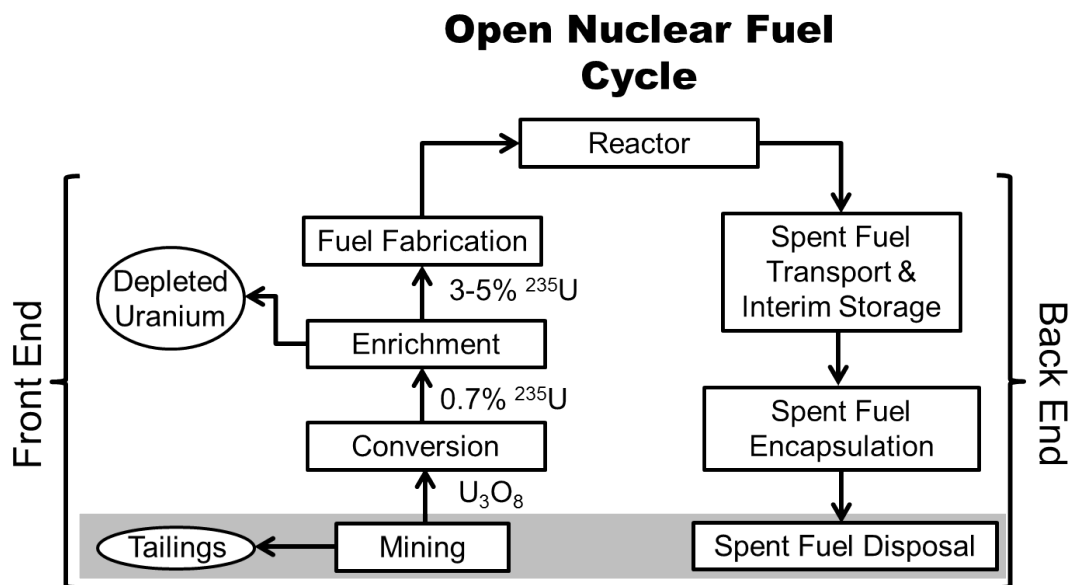 Open Nuclear Fuel
Cycle
Reactor
Fuel Fabrication
Depleted
Uranium
3-5% ²³⁵U
Enrichment
0.7% ²³⁵U
Conversion
U₃O₈
Tailings
Mining
Front End
Spent Fuel
Transport &
Interim Storage
Spent Fuel
Encapsulation
Spent Fuel Disposal
Back End